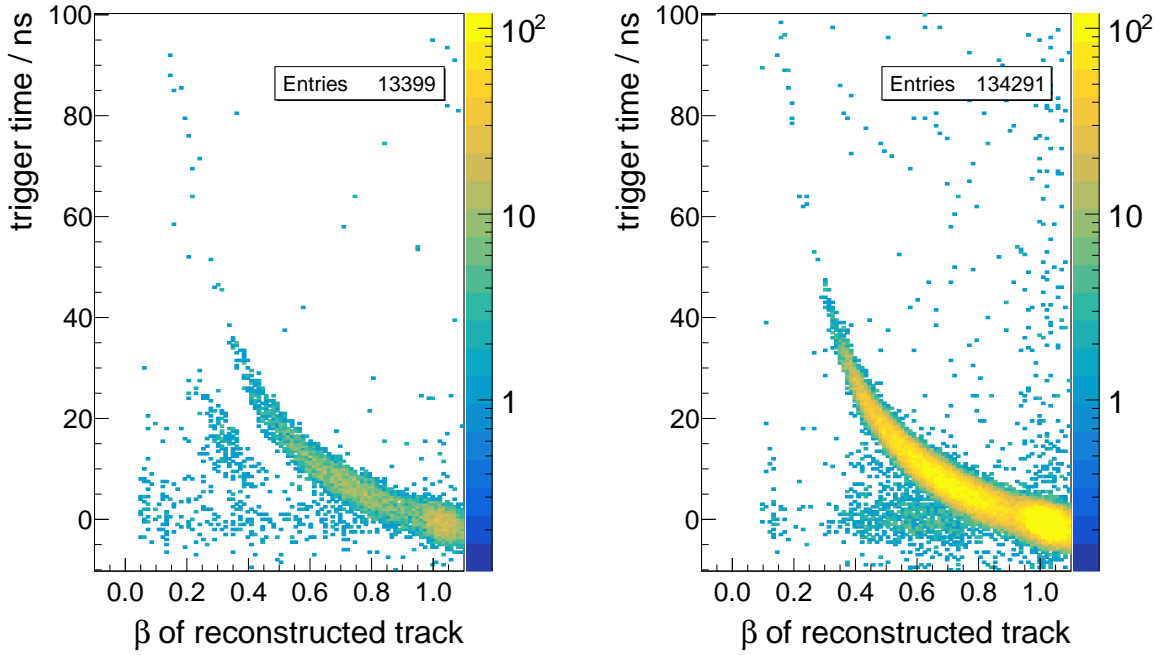 trigger time / ns
100
80
60
40
20
0
Entries 13399
10²
10
1
0.0 0.2 0.4 0.6 0.8 1.0
β of reconstructed track
trigger time / ns
100
80
60
40
20
0
Entries 134291
10²
10
1
0.0 0.2 0.4 0.6 0.8 1.0
β of reconstructed track